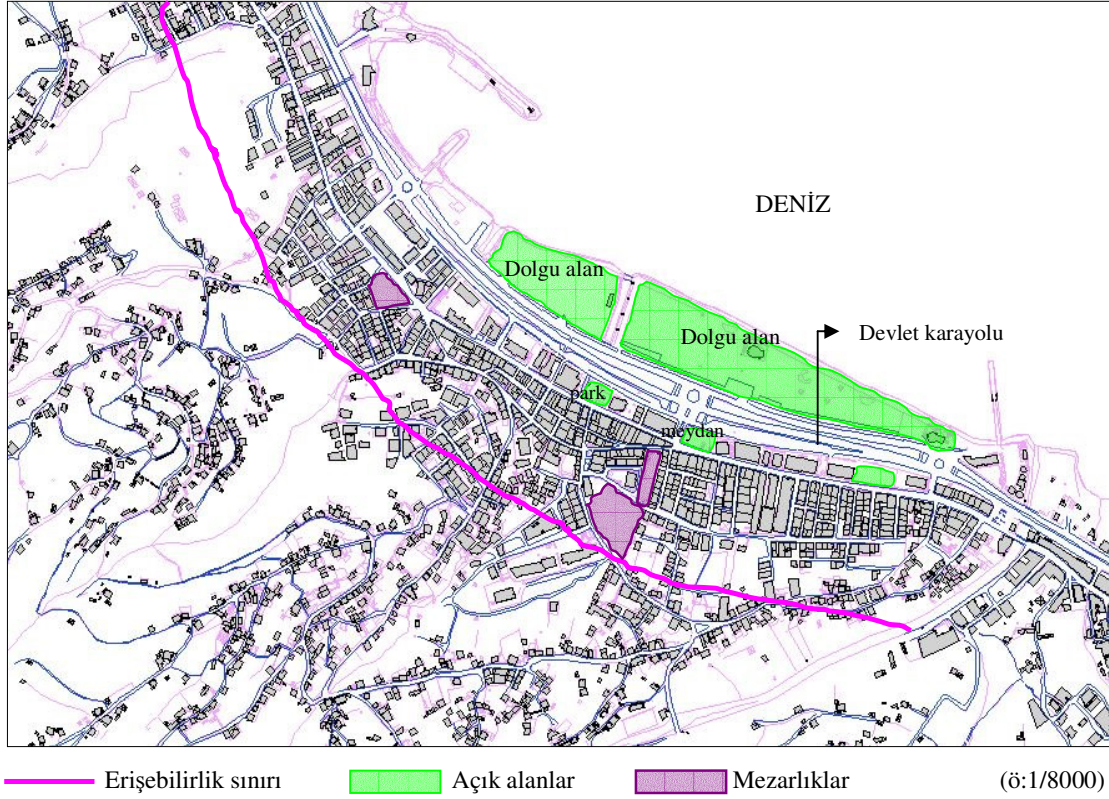 DENİZ
Dolgu alan
Dolgu alan
Devlet karayolu
park
meydan
Erişebilirlik sınırı
Açık alanlar
Mezarlıklar
(ö:1/8000)